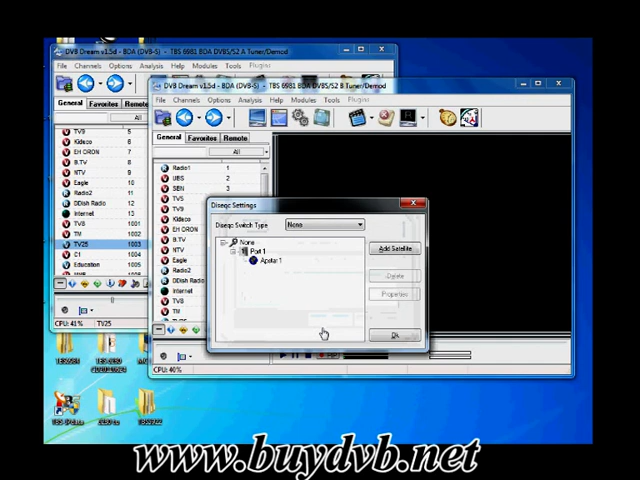 DVB Dream v1.5d - BDA (DVB-S) - TBS 6981 BDA DVBS/S2 A Tuner/Demod
File Channels Options Analysis Help Modules Tools Plugins
General Favorites Remote
All
TV9 5
Kideco 6
EH ORON 7
B.TV 8
NTV 9
Eagle 10
Radio2 11
DDish Radio 12
Internet 13
TV8 1001
TM 1002
TV25 1003
C1 1004
Education 1005
CPU: 41% TV25
DVB Dream v1.5d - BDA (DVB-S) - TBS 6981 BDA DVBS/S2 B Tuner/Demod
File Channels Options Analysis Help Modules Tools Plugins
General Favorites Remote
All
Radio1 1
UBS 2
SBN 3
TV9
Kideco
EH ORON
B.TV
NTV
Eagle
Radio2
DDish Radio
Internet
TV8
TM
CPU: 40%
Diseqc Settings
Diseqc Switch Type None
None
Port 1
Apstar 1
Add Satellite
Delete
Properties
Ok
www.buydvb.net